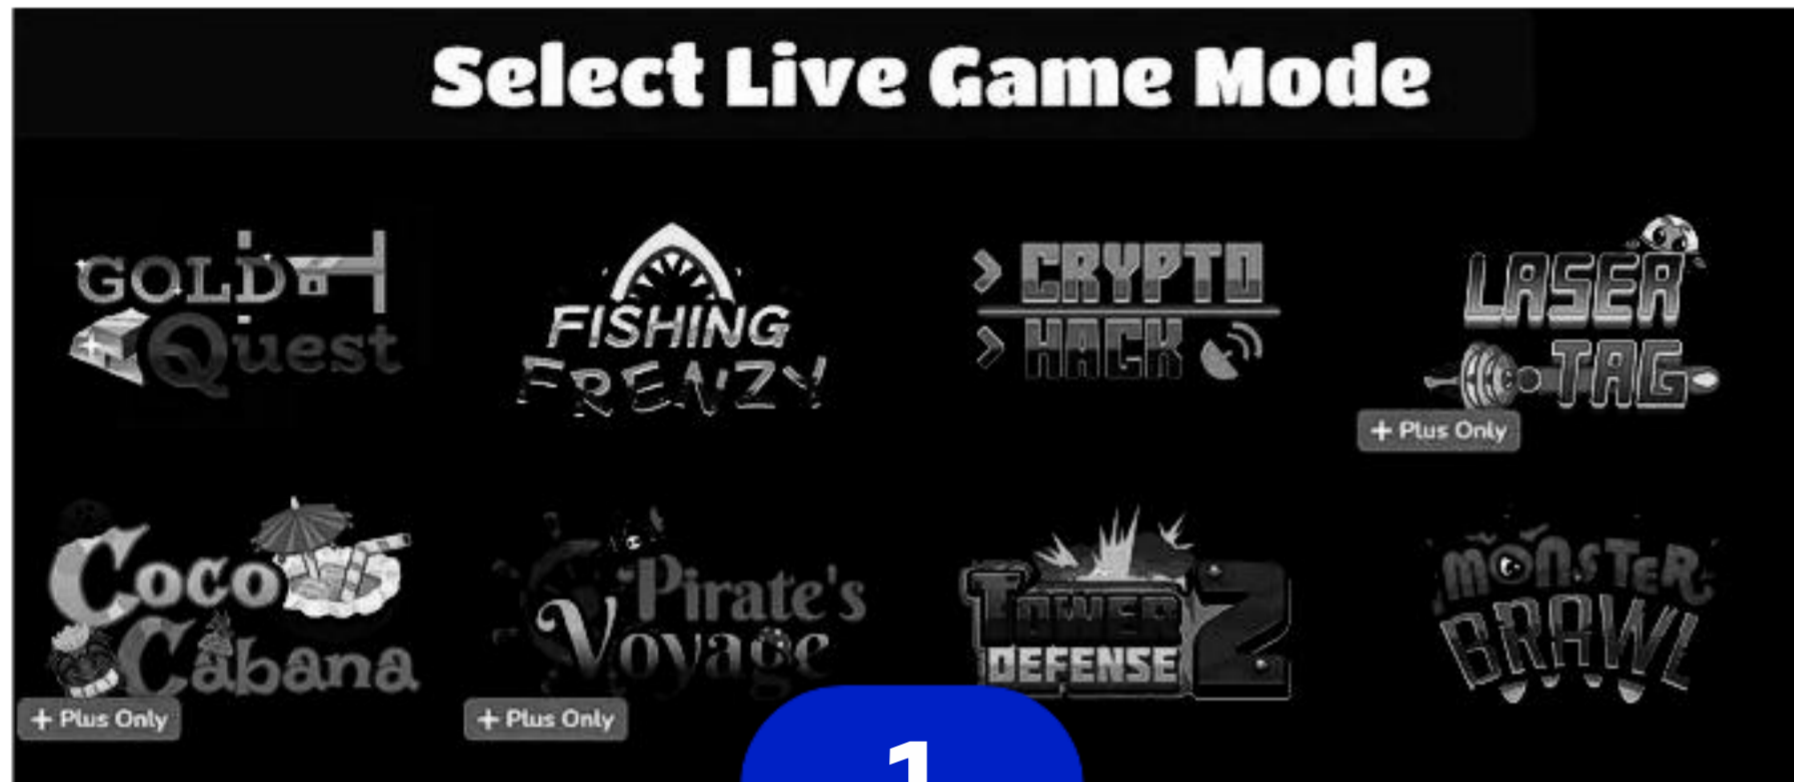 Select Live Game Mode
GOLD
Quest
FISHING
FRENZY
> CRYPTO
> HACK
LASER
TAG
+ Plus Only
Coco
Cabana
+ Plus Only
Pirate's
Voyage
+ Plus Only
TOWER
DEFENSE 2
MONSTER
BRAWL
1